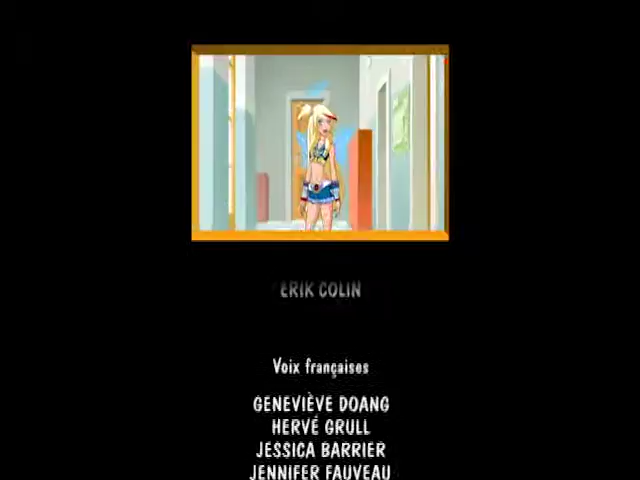 ERIK COLIN
Voix françaises
GENEVIÈVE DOANG
HERVÉ GRULL
JESSICA BARRIER
JENNIFER FAUVEAU